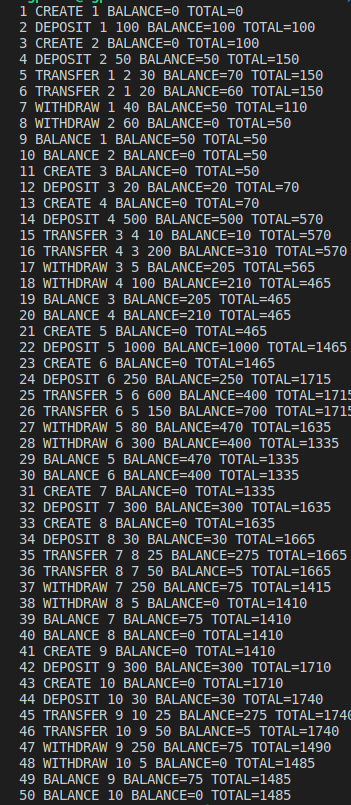 1 CREATE 1 BALANCE=0 TOTAL=0
2 DEPOSIT 1 100 BALANCE=100 TOTAL=100
3 CREATE 2 BALANCE=0 TOTAL=100
4 DEPOSIT 2 50 BALANCE=50 TOTAL=150
5 TRANSFER 1 2 30 BALANCE=70 TOTAL=150
6 TRANSFER 2 1 20 BALANCE=60 TOTAL=150
7 WITHDRAW 1 40 BALANCE=50 TOTAL=110
8 WITHDRAW 2 60 BALANCE=0 TOTAL=50
9 BALANCE 1 BALANCE=50 TOTAL=50
10 BALANCE 2 BALANCE=0 TOTAL=50
11 CREATE 3 BALANCE=0 TOTAL=50
12 DEPOSIT 3 20 BALANCE=20 TOTAL=70
13 CREATE 4 BALANCE=0 TOTAL=70
14 DEPOSIT 4 500 BALANCE=500 TOTAL=570
15 TRANSFER 3 4 10 BALANCE=10 TOTAL=570
16 TRANSFER 4 3 200 BALANCE=310 TOTAL=570
17 WITHDRAW 3 5 BALANCE=205 TOTAL=565
18 WITHDRAW 4 100 BALANCE=210 TOTAL=465
19 BALANCE 3 BALANCE=205 TOTAL=465
20 BALANCE 4 BALANCE=210 TOTAL=465
21 CREATE 5 BALANCE=0 TOTAL=465
22 DEPOSIT 5 1000 BALANCE=1000 TOTAL=1465
23 CREATE 6 BALANCE=0 TOTAL=1465
24 DEPOSIT 6 250 BALANCE=250 TOTAL=1715
25 TRANSFER 5 6 600 BALANCE=400 TOTAL=1715
26 TRANSFER 6 5 150 BALANCE=700 TOTAL=1715
27 WITHDRAW 5 80 BALANCE=470 TOTAL=1635
28 WITHDRAW 6 300 BALANCE=400 TOTAL=1335
29 BALANCE 5 BALANCE=470 TOTAL=1335
30 BALANCE 6 BALANCE=400 TOTAL=1335
31 CREATE 7 BALANCE=0 TOTAL=1335
32 DEPOSIT 7 300 BALANCE=300 TOTAL=1635
33 CREATE 8 BALANCE=0 TOTAL=1635
34 DEPOSIT 8 30 BALANCE=30 TOTAL=1665
35 TRANSFER 7 8 25 BALANCE=275 TOTAL=1665
36 TRANSFER 8 7 50 BALANCE=5 TOTAL=1665
37 WITHDRAW 7 250 BALANCE=75 TOTAL=1415
38 WITHDRAW 8 5 BALANCE=0 TOTAL=1410
39 BALANCE 7 BALANCE=75 TOTAL=1410
40 BALANCE 8 BALANCE=0 TOTAL=1410
41 CREATE 9 BALANCE=0 TOTAL=1410
42 DEPOSIT 9 300 BALANCE=300 TOTAL=1710
43 CREATE 10 BALANCE=0 TOTAL=1710
44 DEPOSIT 10 30 BALANCE=30 TOTAL=1740
45 TRANSFER 9 10 25 BALANCE=275 TOTAL=1740
46 TRANSFER 10 9 50 BALANCE=5 TOTAL=1740
47 WITHDRAW 9 250 BALANCE=75 TOTAL=1490
48 WITHDRAW 10 5 BALANCE=0 TOTAL=1485
49 BALANCE 9 BALANCE=75 TOTAL=1485
50 BALANCE 10 BALANCE=0 TOTAL=1485